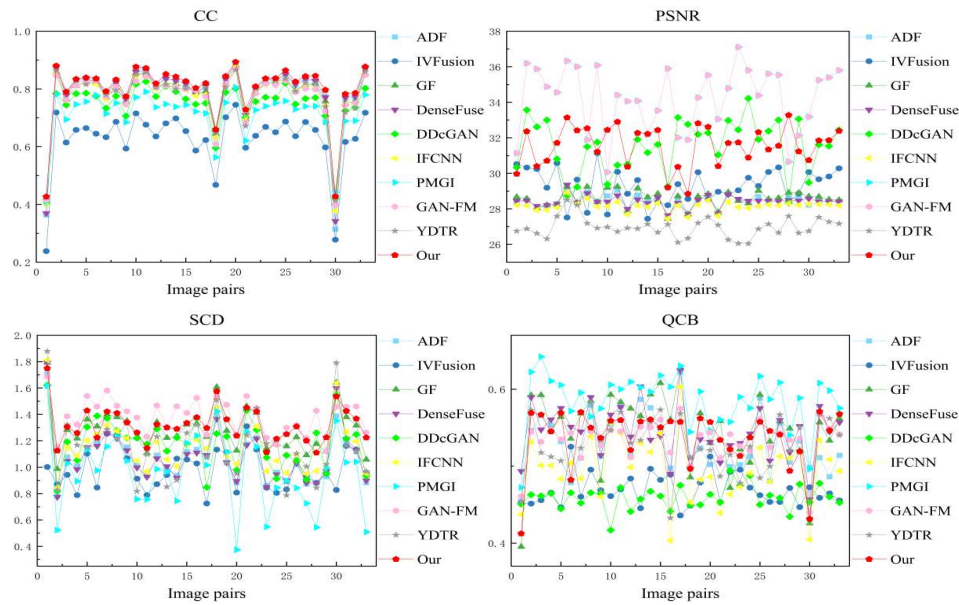 CC
1.0
0.8
0.6
0.4
0.2
0 5 10 15 20 25 30
Image pairs
ADF
IVFusion
GF
DenseFuse
DDcGAN
IFCNN
PMGI
GAN-FM
YDTR
Our
PSNR
38
36
34
32
30
28
26
0 5 10 15 20 25 30
Image pairs
ADF
IVFusion
GF
DenseFuse
DDcGAN
IFCNN
PMGI
GAN-FM
YDTR
Our
SCD
2.0
1.8
1.6
1.4
1.2
1.0
0.8
0.6
0.4
0 5 10 15 20 25 30
Image pairs
ADF
IVFusion
GF
DenseFuse
DDcGAN
IFCNN
PMGI
GAN-FM
YDTR
Our
QCB
0.6
0.4
0 5 10 15 20 25 30
Image pairs
ADF
IVFusion
GF
DenseFuse
DDcGAN
IFCNN
PMGI
GAN-FM
YDTR
Our